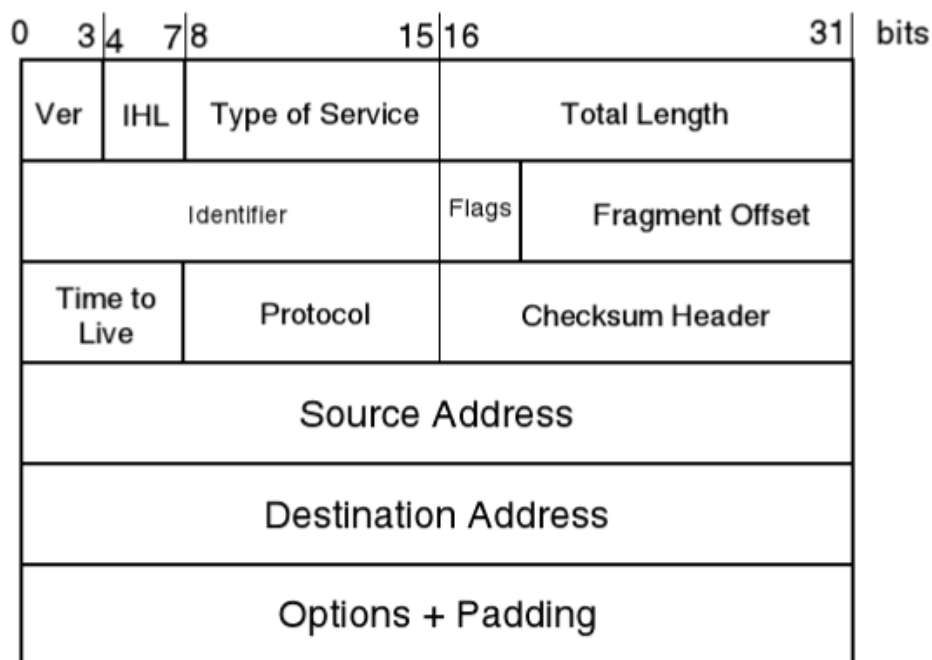 0 3 4 7 8 15 16 31 bits
Ver IHL Type of Service Total Length
Identifier Flags Fragment Offset
Time to
Live Protocol Checksum Header
Source Address
Destination Address
Options + Padding